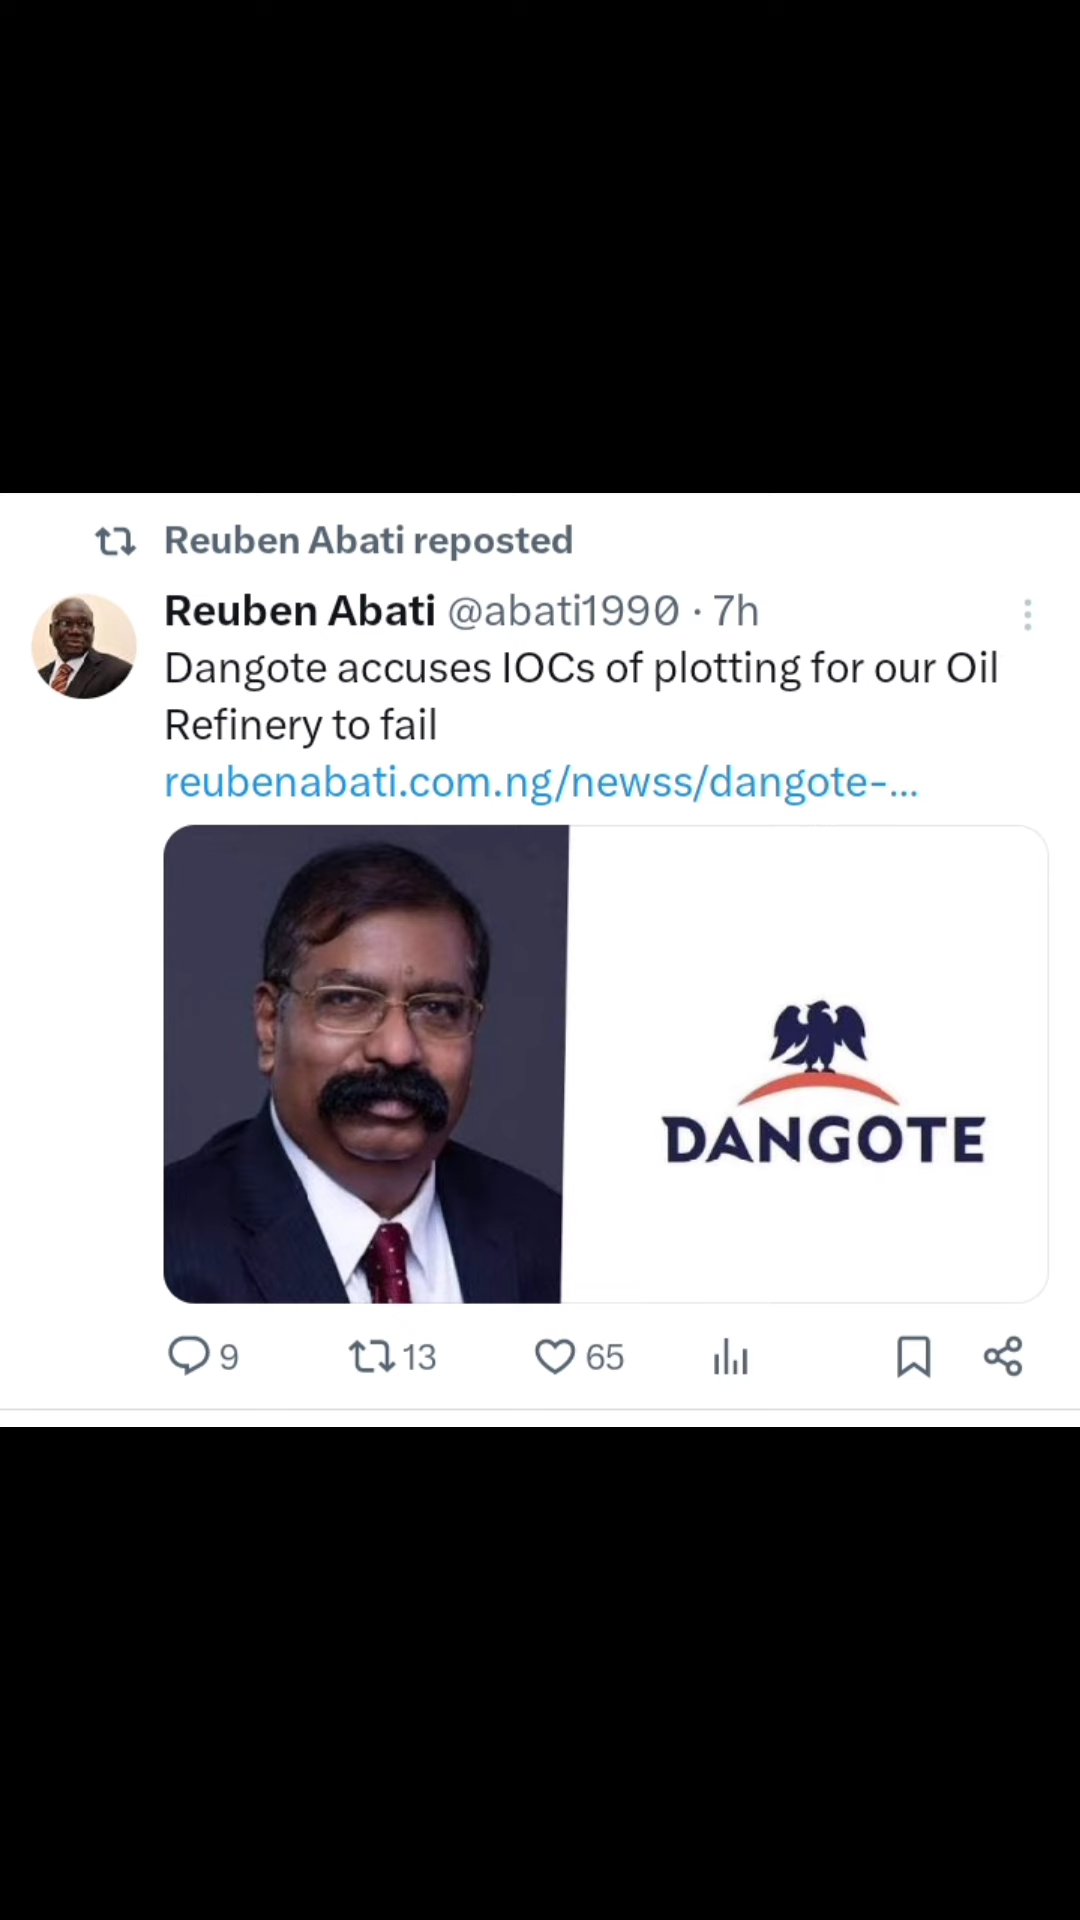 Reuben Abati reposted
Reuben Abati @abati1990 · 7h
Dangote accuses IOCs of plotting for our Oil
Refinery to fail
reubenabati.com.ng/newss/dangote-...
DANGOTE
9 13 65